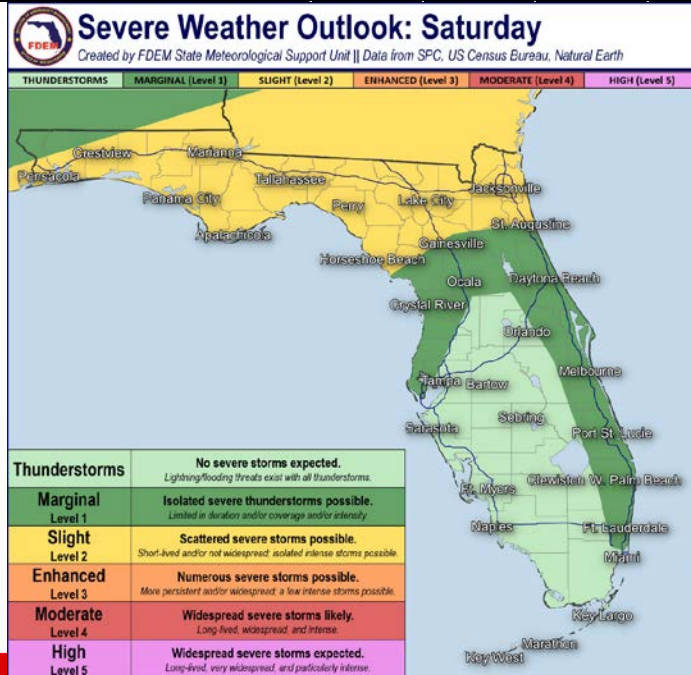 FDEM
Severe Weather Outlook: Saturday
Created by FDEM State Meteorological Support Unit || Data from SPC, US Census Bureau, Natural Earth
THUNDERSTORMS
MARGINAL (Level 1)
SLIGHT (Level 2)
ENHANCED (Level 3)
MODERATE (Level 4)
HIGH (Level 5)
Crestview
Marianna
Pensacola
Tallahassee
Jacksonville
Panama City
Perry
Lake City
Apalachicola
St. Augustine
Gainesville
Horseshoe Beach
Ocala
Daytona Beach
Crystal River
Orlando
Melbourne
Tampa
Bartow
Sebring
Sarasota
Port St. Lucie
Clewiston
W. Palm Beach
Ft. Myers
Naples
Ft. Lauderdale
Miami
Key Largo
Marathon
Key West
Thunderstorms
No severe storms expected.
Lightning/flooding threats exist with all thunderstorms.
Marginal
Level 1
Isolated severe thunderstorms possible.
Limited in duration and/or coverage and/or intensity
Slight
Level 2
Scattered severe storms possible.
Short-lived and/or not widespread; isolated intense storms possible.
Enhanced
Level 3
Numerous severe storms possible.
More persistent and/or widespread; a few intense storms possible.
Moderate
Level 4
Widespread severe storms likely.
Long-lived, widespread, and intense.
High
Level 5
Widespread severe storms expected.
Long-lived, very widespread, and particularly intense.